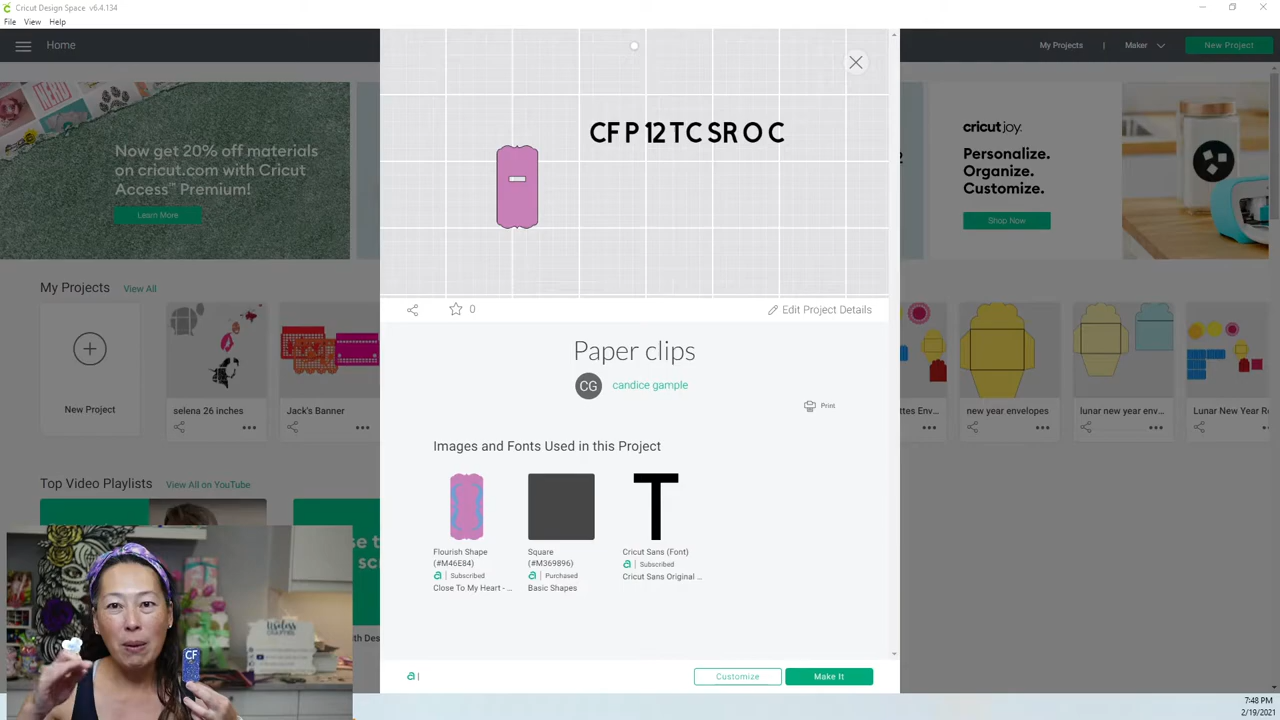 Cricut Design Space v6.4.134
File View Help
Home
My Projects | Maker New Project
Now get 20% off materials
on cricut.com with Cricut
Access™ Premium!
Learn More
CF P 12 TC SR O C
cricut joy.
Personalize.
Organize.
Customize.
Shop Now
My Projects View All
New Project
selena 26 inches
Jack's Banner
0
Edit Project Details
Paper clips
CG candice gample
Print
Images and Fonts Used in this Project
Flourish Shape
(#M46E84)
Subscribed
Close To My Heart - ...
Square
(#M369896)
Purchased
Basic Shapes
T
Cricut Sans (Font)
Subscribed
Cricut Sans Original ...
new year envelopes
lunar new year env...
Lunar New Year R
Top Video Playlists View All on YouTube
CF
Customize
Make It
7:48 PM
2/19/2021